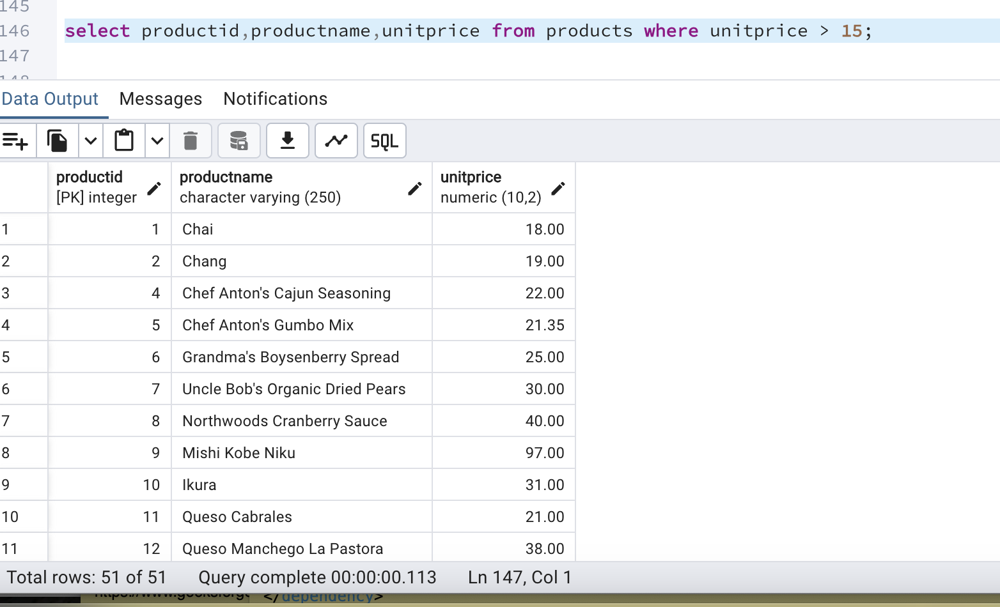 145
146 select productid,productname,unitprice from products where unitprice > 15;
147
148
Data Output Messages Notifications
SQL
productid productname unitprice
[PK] integer character varying (250) numeric (10,2)
1 1 Chai 18.00
2 2 Chang 19.00
3 4 Chef Anton's Cajun Seasoning 22.00
4 5 Chef Anton's Gumbo Mix 21.35
5 6 Grandma's Boysenberry Spread 25.00
6 7 Uncle Bob's Organic Dried Pears 30.00
7 8 Northwoods Cranberry Sauce 40.00
8 9 Mishi Kobe Niku 97.00
9 10 Ikura 31.00
10 11 Queso Cabrales 21.00
11 12 Queso Manchego La Pastora 38.00
Total rows: 51 of 51 Query complete 00:00:00.113 Ln 147, Col 1
</dependency>